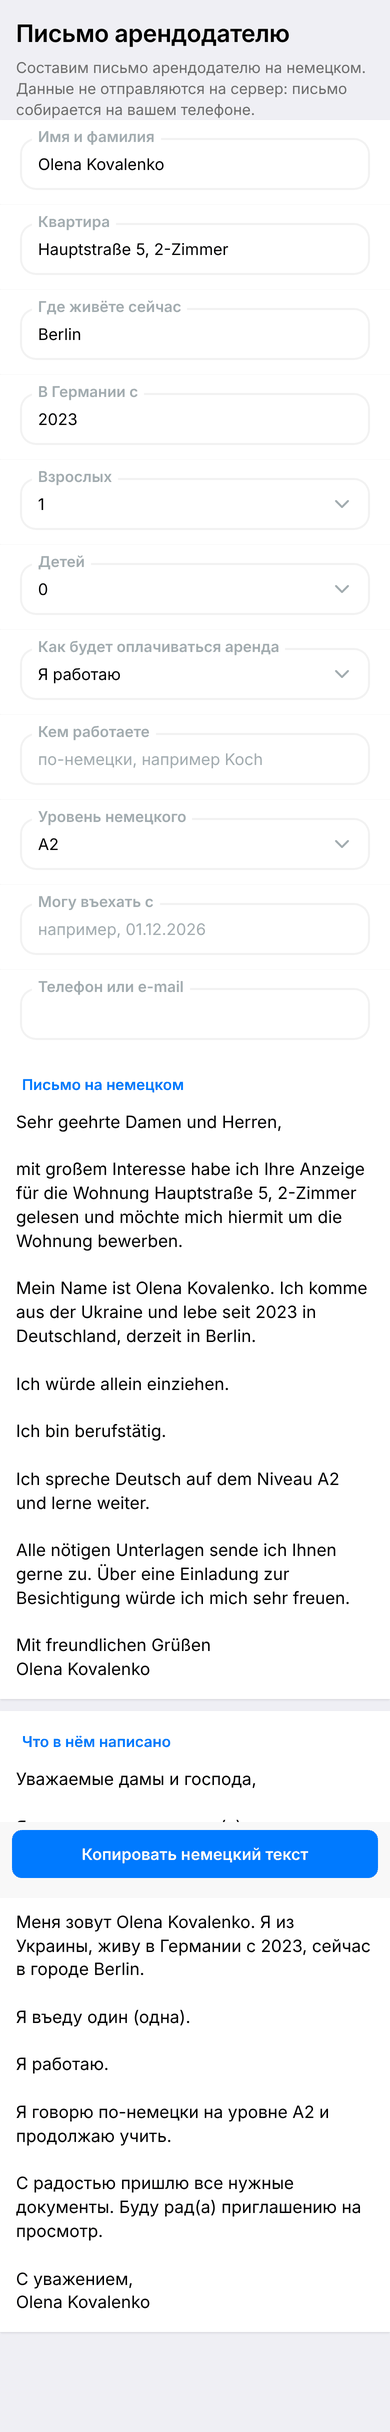 Письмо арендодателю
Составим письмо арендодателю на немецком.
Данные не отправляются на сервер: письмо
собирается на вашем телефоне.
Имя и фамилия
Olena Kovalenko
Квартира
Hauptstraße 5, 2-Zimmer
Где живёте сейчас
Berlin
В Германии с
2023
Взрослых
1
Детей
0
Как будет оплачиваться аренда
Я работаю
Кем работаете
по-немецки, например Koch
Уровень немецкого
A2
Могу въехать с
например, 01.12.2026
Телефон или e-mail
Письмо на немецком
Sehr geehrte Damen und Herren,
mit großem Interesse habe ich Ihre Anzeige
für die Wohnung Hauptstraße 5, 2-Zimmer
gelesen und möchte mich hiermit um die
Wohnung bewerben.
Mein Name ist Olena Kovalenko. Ich komme
aus der Ukraine und lebe seit 2023 in
Deutschland, derzeit in Berlin.
Ich würde allein einziehen.
Ich bin berufstätig.
Ich spreche Deutsch auf dem Niveau A2
und lerne weiter.
Alle nötigen Unterlagen sende ich Ihnen
gerne zu. Über eine Einladung zur
Besichtigung würde ich mich sehr freuen.
Mit freundlichen Grüßen
Olena Kovalenko
Что в нём написано
Уважаемые дамы и господа,
Копировать немецкий текст
Меня зовут Olena Kovalenko. Я из
Украины, живу в Германии с 2023, сейчас
в городе Berlin.
Я въеду один (одна).
Я работаю.
Я говорю по-немецки на уровне A2 и
продолжаю учить.
С радостью пришлю все нужные
документы. Буду рад(а) приглашению на
просмотр.
С уважением,
Olena Kovalenko